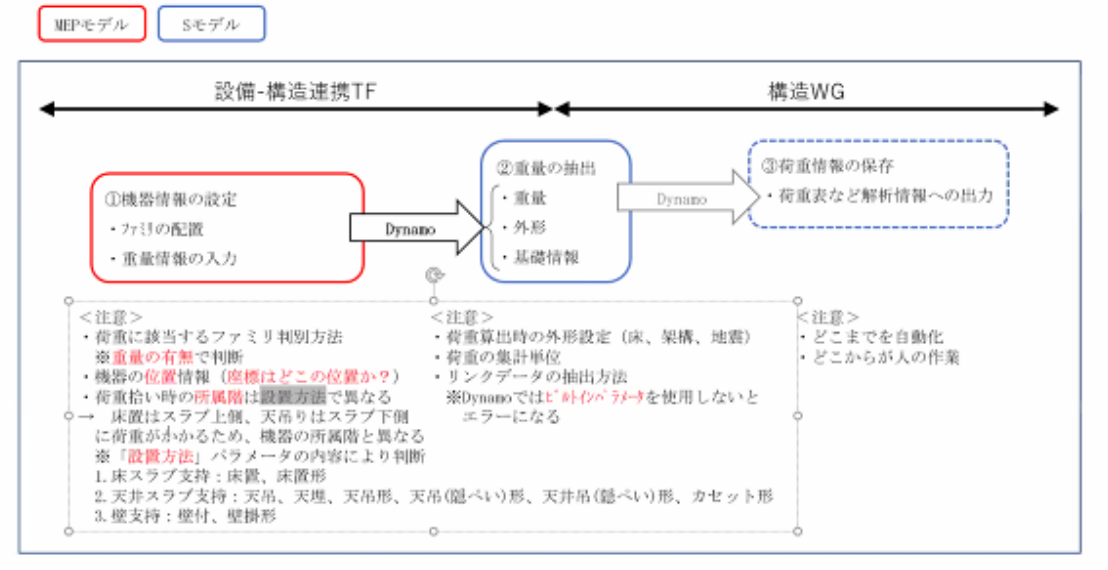 MEPモデル
Sモデル
設備-構造連携TF
構造WG
①機器情報の設定
・ﾌｧﾐﾘの配置
・重量情報の入力
Dynamo
②重量の抽出
・重量
・外形
・基礎情報
Dynamo
③荷重情報の保存
・荷重表など解析情報への出力
＜注意＞
・荷重に該当するファミリ判別方法
※重量の有無で判断
・機器の位置情報（座標はどこの位置か？）
・荷重拾い時の所属階は設置方法で異なる
→ 床置はスラブ上側、天吊りはスラブ下側
に荷重がかかるため、機器の所属階と異なる
※「設置方法」パラメータの内容により判断
1.床スラブ支持：床置、床置形
2.天井スラブ支持：天吊、天埋、天吊形、天吊(隠ぺい)形、天井吊(隠ぺい)形、カセット形
3.壁支持：壁付、壁掛形
＜注意＞
・荷重算出時の外形設定（床、架構、地震）
・荷重の集計単位
・リンクデータの抽出方法
※Dynamoではﾋﾞﾙﾄｲﾝﾊﾟﾗﾒｰﾀを使用しないと
エラーになる
＜注意＞
・どこまでを自動化
・どこからが人の作業